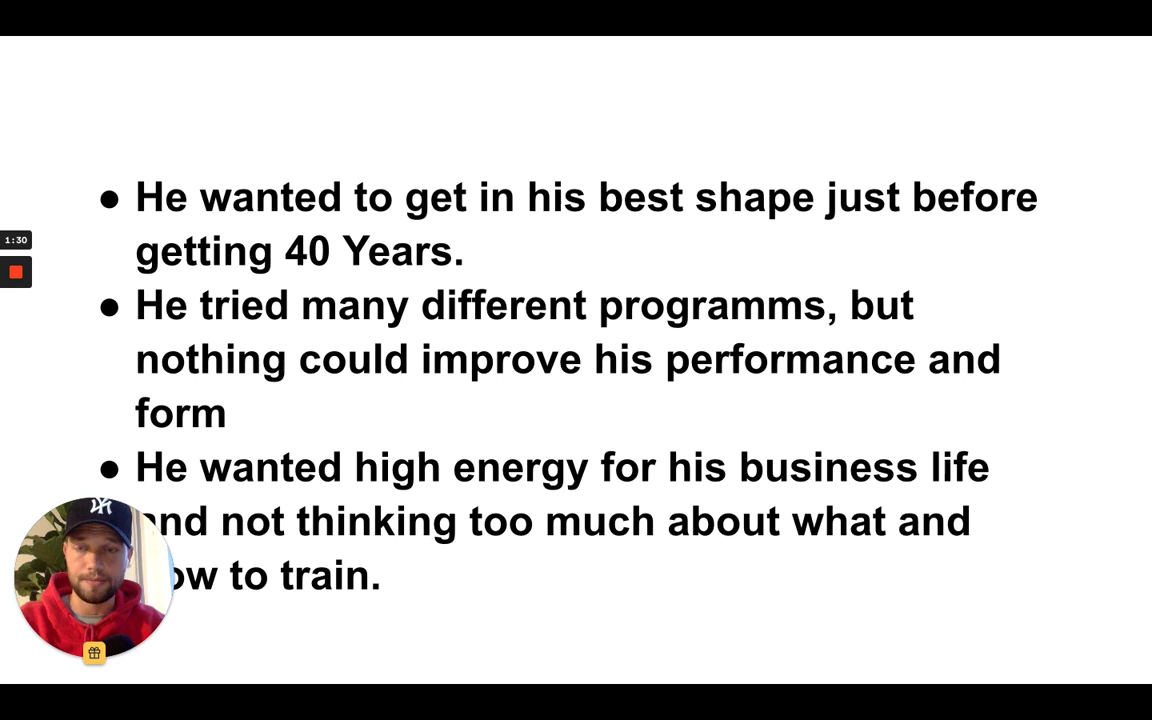 ● He wanted to get in his best shape just before
getting 40 Years.
1:30
● He tried many different programms, but
nothing could improve his performance and
form
● He wanted high energy for his business life
not thinking too much about what and
to train.